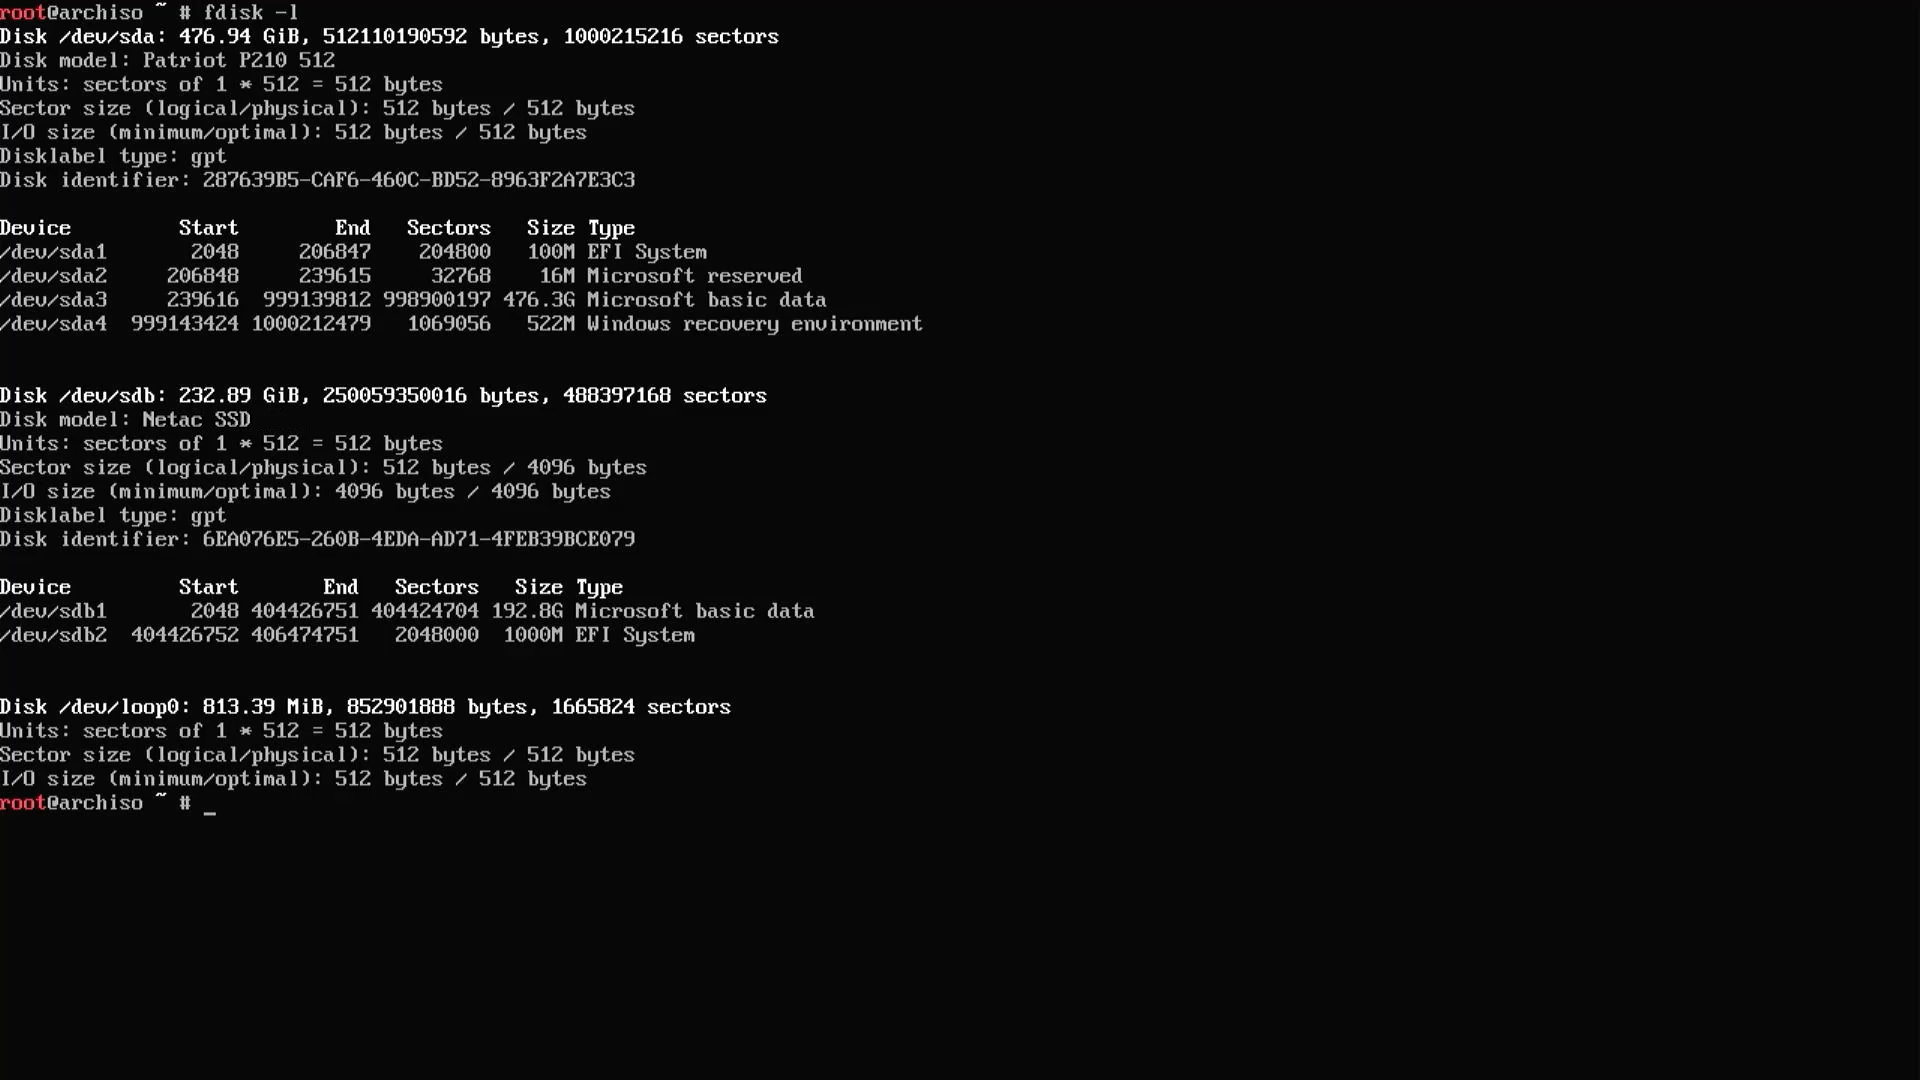 root@archiso ~ # fdisk -l
Disk /dev/sda: 476.94 GiB, 512110190592 bytes, 1000215216 sectors
Disk model: Patriot P210 512
Units: sectors of 1 * 512 = 512 bytes
Sector size (logical/physical): 512 bytes / 512 bytes
I/O size (minimum/optimal): 512 bytes / 512 bytes
Disklabel type: gpt
Disk identifier: 287639B5-CAF6-460C-BD52-8963F2A7E3C3
Device Start End Sectors Size Type
/dev/sda1 2048 206847 204800 100M EFI System
/dev/sda2 206848 239615 32768 16M Microsoft reserved
/dev/sda3 239616 999139812 998900197 476.3G Microsoft basic data
/dev/sda4 999143424 1000212479 1069056 522M Windows recovery environment
Disk /dev/sdb: 232.89 GiB, 250059350016 bytes, 488397168 sectors
Disk model: Netac SSD
Units: sectors of 1 * 512 = 512 bytes
Sector size (logical/physical): 512 bytes / 4096 bytes
I/O size (minimum/optimal): 4096 bytes / 4096 bytes
Disklabel type: gpt
Disk identifier: 6EA076E5-260B-4EDA-AD71-4FEB39BCE079
Device Start End Sectors Size Type
/dev/sdb1 2048 404426751 404424704 192.8G Microsoft basic data
/dev/sdb2 404426752 406474751 2048000 1000M EFI System
Disk /dev/loop0: 813.39 MiB, 852901888 bytes, 1665824 sectors
Units: sectors of 1 * 512 = 512 bytes
Sector size (logical/physical): 512 bytes / 512 bytes
I/O size (minimum/optimal): 512 bytes / 512 bytes
root@archiso ~ # _